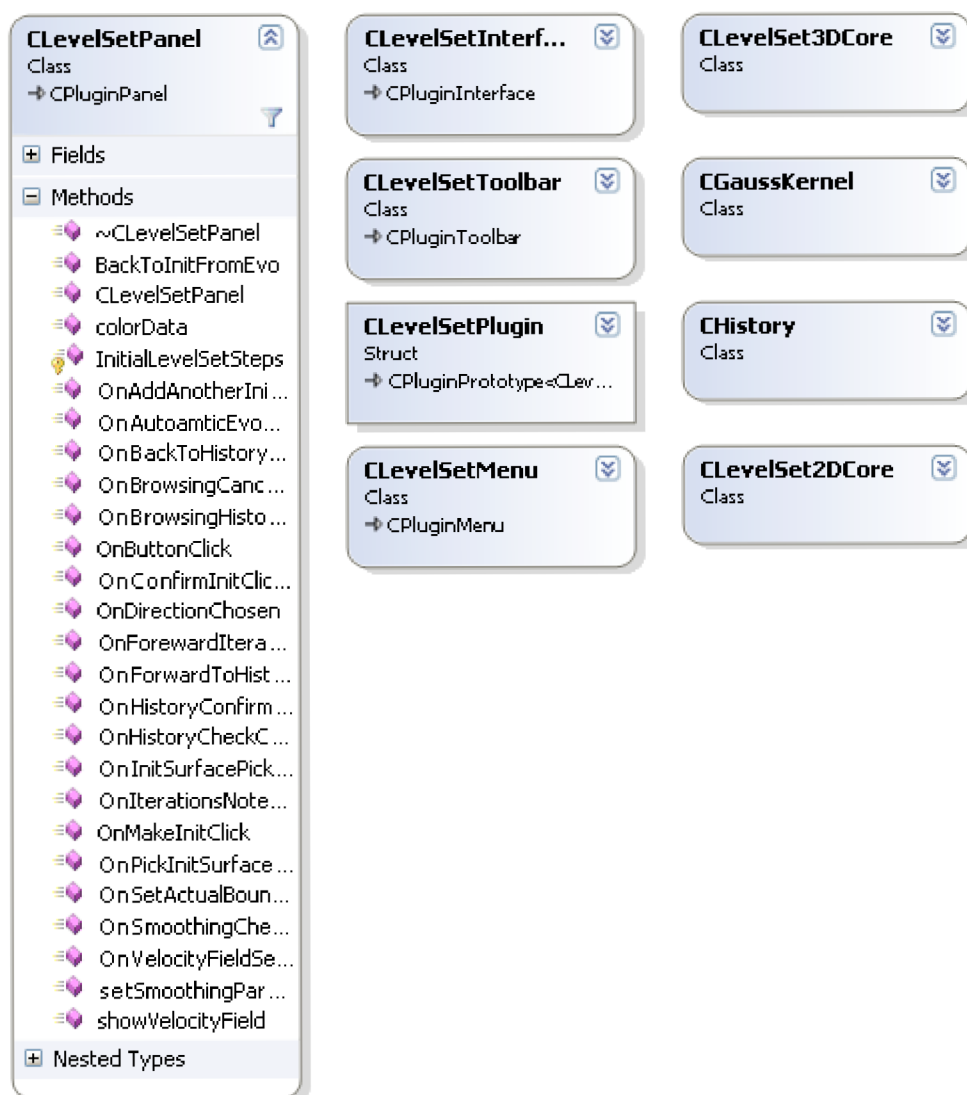 CLevelSetPanel
Class
CPluginPanel
Fields
Methods
~CLevelSetPanel
BackToInitFromEvo
CLevelSetPanel
colorData
InitialLevelSetSteps
OnAddAnotherIni...
OnAutoamticEvo...
OnBackToHistory...
OnBrowsingCanc...
OnBrowsingHisto...
OnButtonClick
OnConfirmInitClic...
OnDirectionChosen
OnForewardItera...
OnForwardToHist...
OnHistoryConfirm...
OnHistoryCheckC...
OnInitSurfacePick...
OnIterationsNote...
OnMakeInitClick
OnPickInitSurface...
OnSetActualBoun...
OnSmoothingChe...
OnVelocityFieldSe...
setSmoothingPar...
showVelocityField
Nested Types
CLevelSetInterf...
Class
CPluginInterface
CLevelSetToolbar
Class
CPluginToolbar
CLevelSetPlugin
Struct
CPluginPrototype<CLev...
CLevelSetMenu
Class
CPluginMenu
CLevelSet3DCore
Class
CGaussKernel
Class
CHistory
Class
CLevelSet2DCore
Class